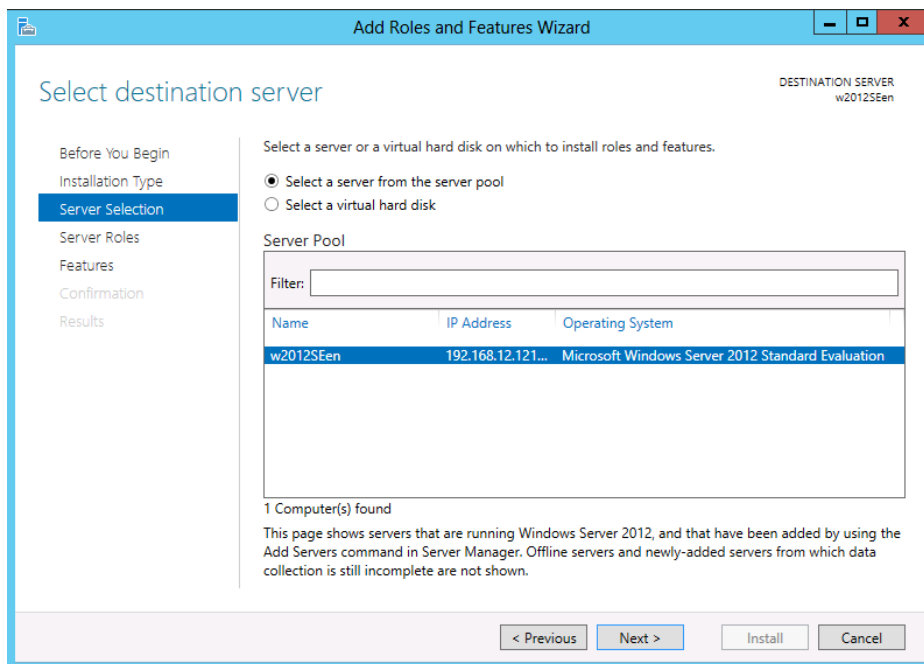 Add Roles and Features Wizard
Select destination server
DESTINATION SERVER
w2012SEen
Before You Begin
Installation Type
Server Selection
Server Roles
Features
Confirmation
Results
Select a server or a virtual hard disk on which to install roles and features.
Select a server from the server pool
Select a virtual hard disk
Server Pool
Filter:
Name IP Address Operating System
w2012SEen 192.168.12.121... Microsoft Windows Server 2012 Standard Evaluation
1 Computer(s) found
This page shows servers that are running Windows Server 2012, and that have been added by using the
Add Servers command in Server Manager. Offline servers and newly-added servers from which data
collection is still incomplete are not shown.
< Previous Next > Install Cancel